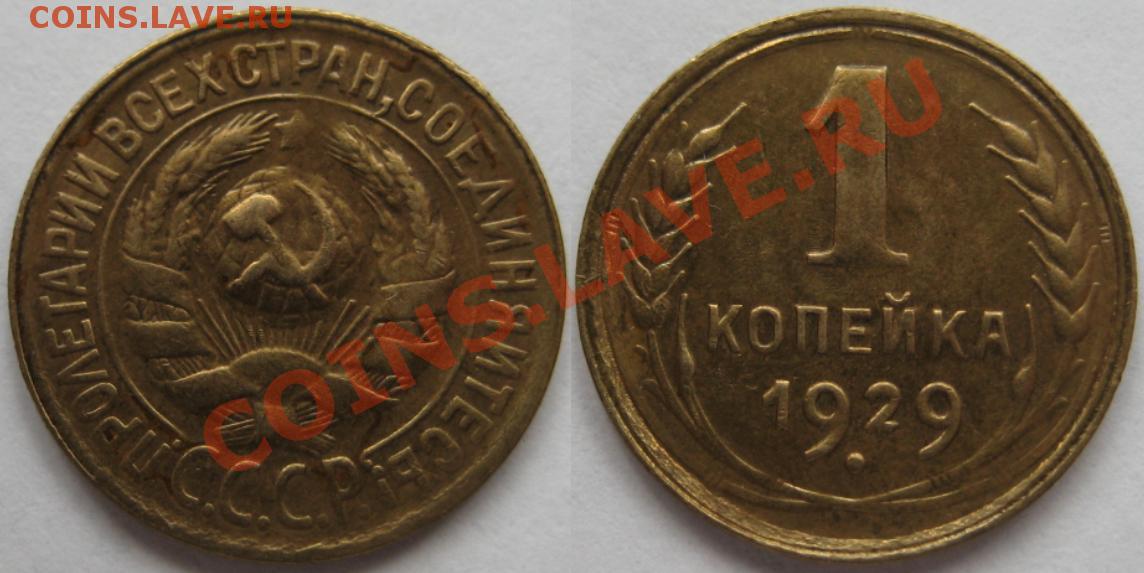 COINS.LAVE.RU
ПРОЛЕТАРИИ ВСЕХ СТРАН, СОЕДИНЯЙТЕСЬ!
С.С.С.Р.
1
КОПЕЙКА
1929
COINS.LAVE.RU